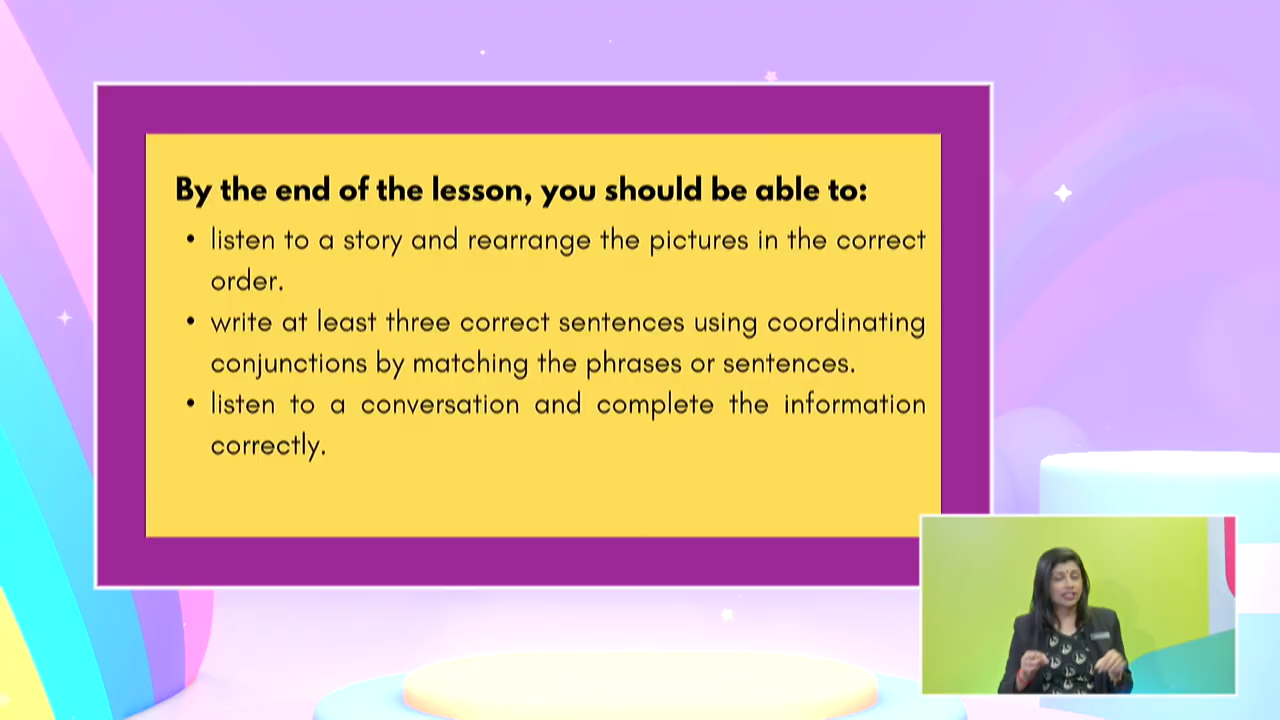 By the end of the lesson, you should be able to:
• listen to a story and rearrange the pictures in the correct
order.
• write at least three correct sentences using coordinating
conjunctions by matching the phrases or sentences.
• listen to a conversation and complete the information
correctly.